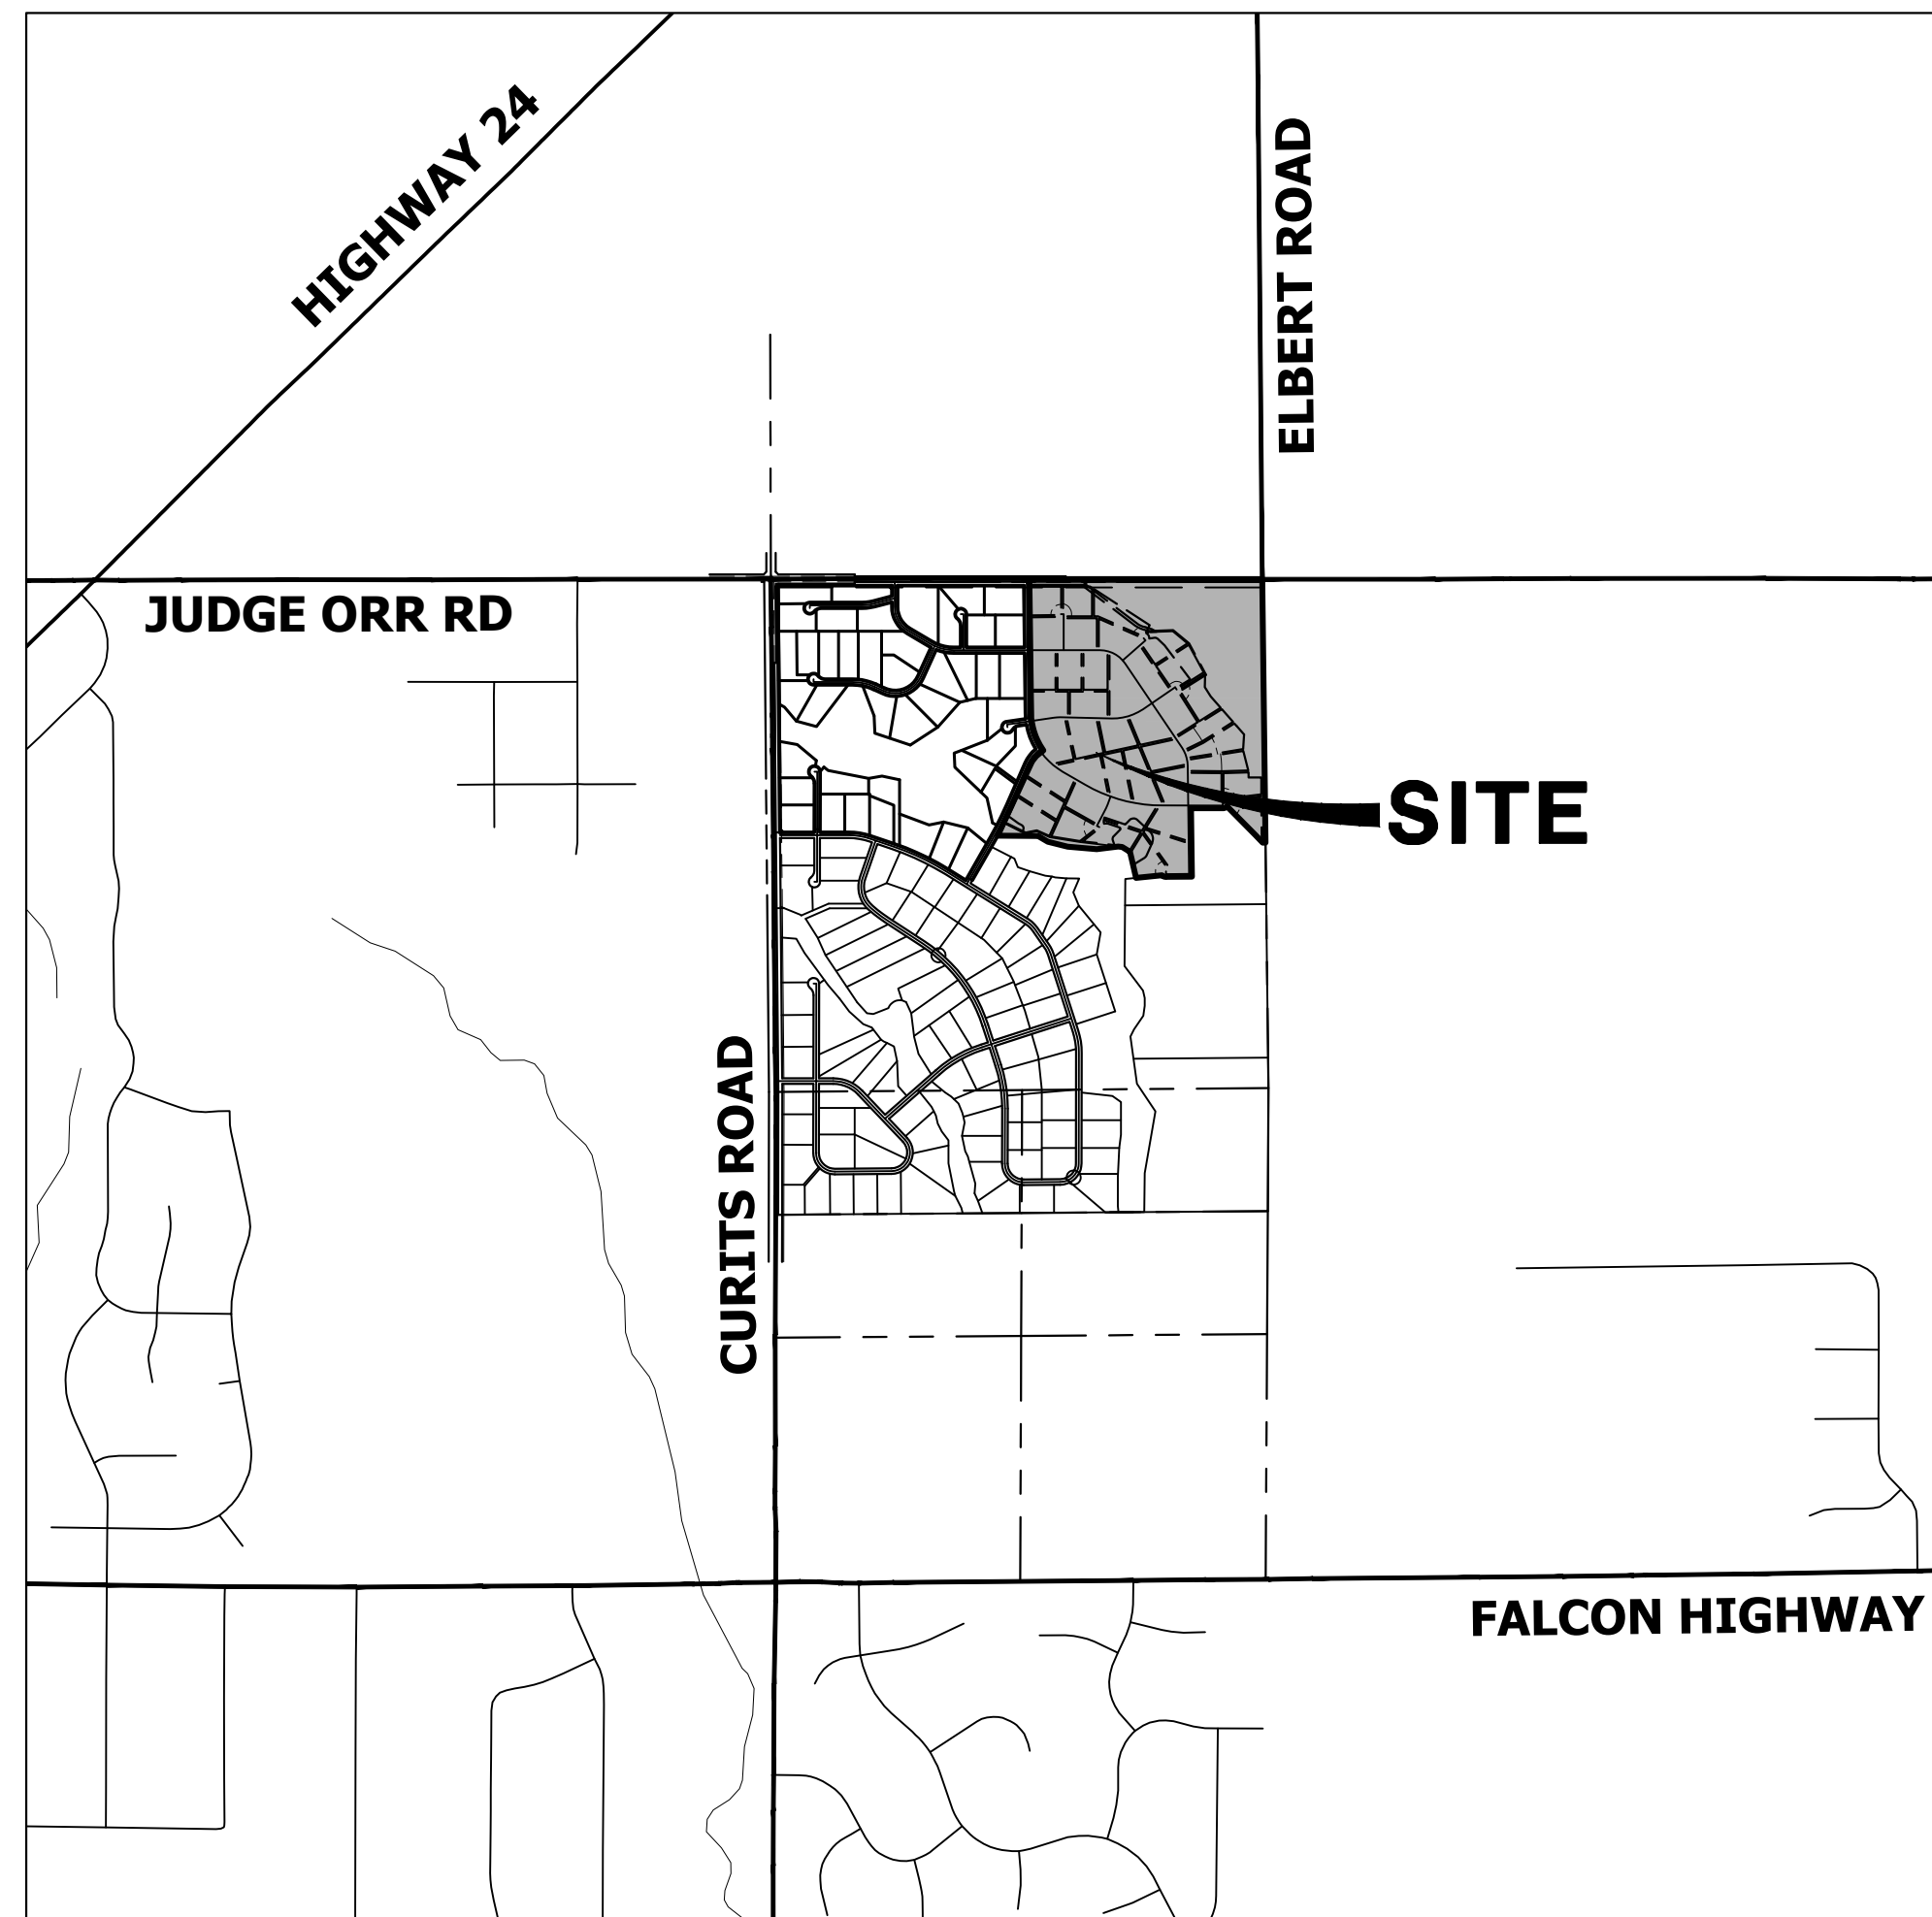 HIGHWAY 24
ELBERT ROAD
JUDGE ORR RD
SITE
CURITS ROAD
FALCON HIGHWAY